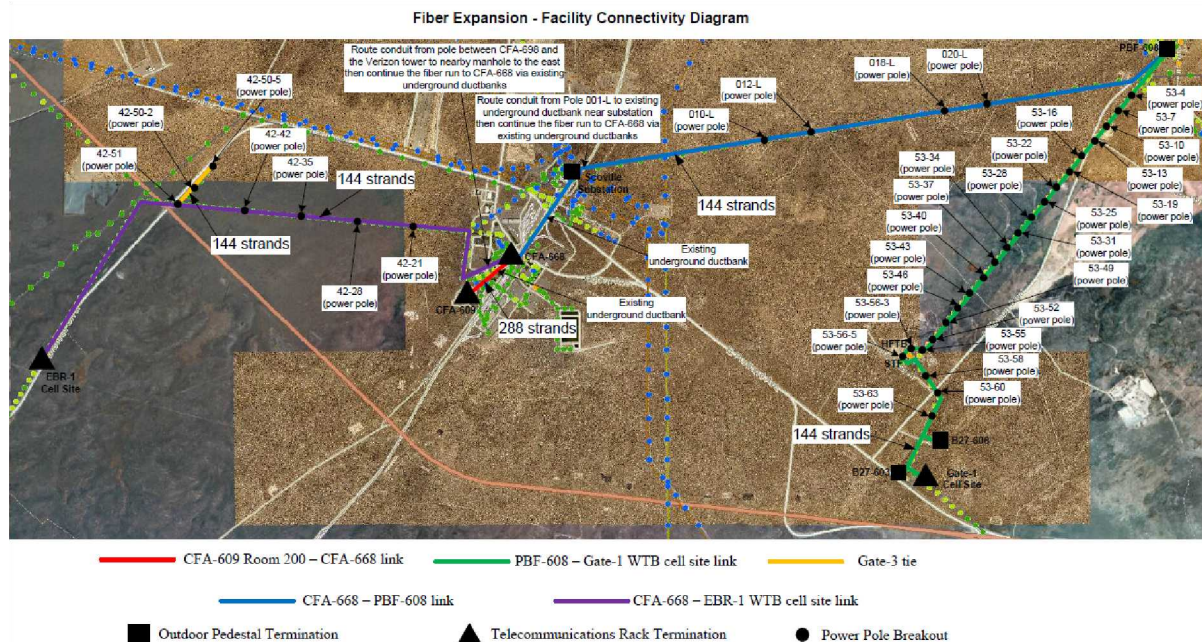 Fiber Expansion - Facility Connectivity Diagram
Route conduit from pole between CFA-698 and
the Verizon tower to nearby manhole to the east
then continue the fiber run to CFA-668 via existing
underground ductbanks
Route conduit from Pole 001-L to existing
underground ductbank near substation
then continue the fiber run to CFA-668 via
existing underground ductbanks
PBF-608
020-L
(power pole)
018-L
(power pole)
012-L
(power pole)
010-L
(power pole)
42-50-5
(power pole)
42-50-2
(power pole)
42-42
(power pole)
42-51
(power pole)
42-35
(power pole)
144 strands
144 strands
42-21
(power pole)
42-28
(power pole)
EBR-1
Cell Site
Scoville
Substation
144 strands
CFA-668
CFA-609
Existing
underground ductbank
Existing
underground ductbank
288 strands
53-4
(power pole)
53-16
(power pole)
53-7
(power pole)
53-22
(power pole)
53-10
(power pole)
53-34
(power pole)
53-28
(power pole)
53-13
(power pole)
53-37
(power pole)
53-19
(power pole)
53-40
(power pole)
53-25
(power pole)
53-43
(power pole)
53-31
(power pole)
53-46
(power pole)
53-49
(power pole)
53-56-3
(power pole)
53-52
(power pole)
53-56-5
(power pole)
HFTB
STF
53-55
(power pole)
53-58
(power pole)
53-60
(power pole)
53-63
(power pole)
144 strands
B27-606
B27-603
Gate-1
Cell Site
CFA-609 Room 200 – CFA-668 link
PBF-608 – Gate-1 WTB cell site link
Gate-3 tie
CFA-668 – PBF-608 link
CFA-668 – EBR-1 WTB cell site link
Outdoor Pedestal Termination
Telecommunications Rack Termination
Power Pole Breakout